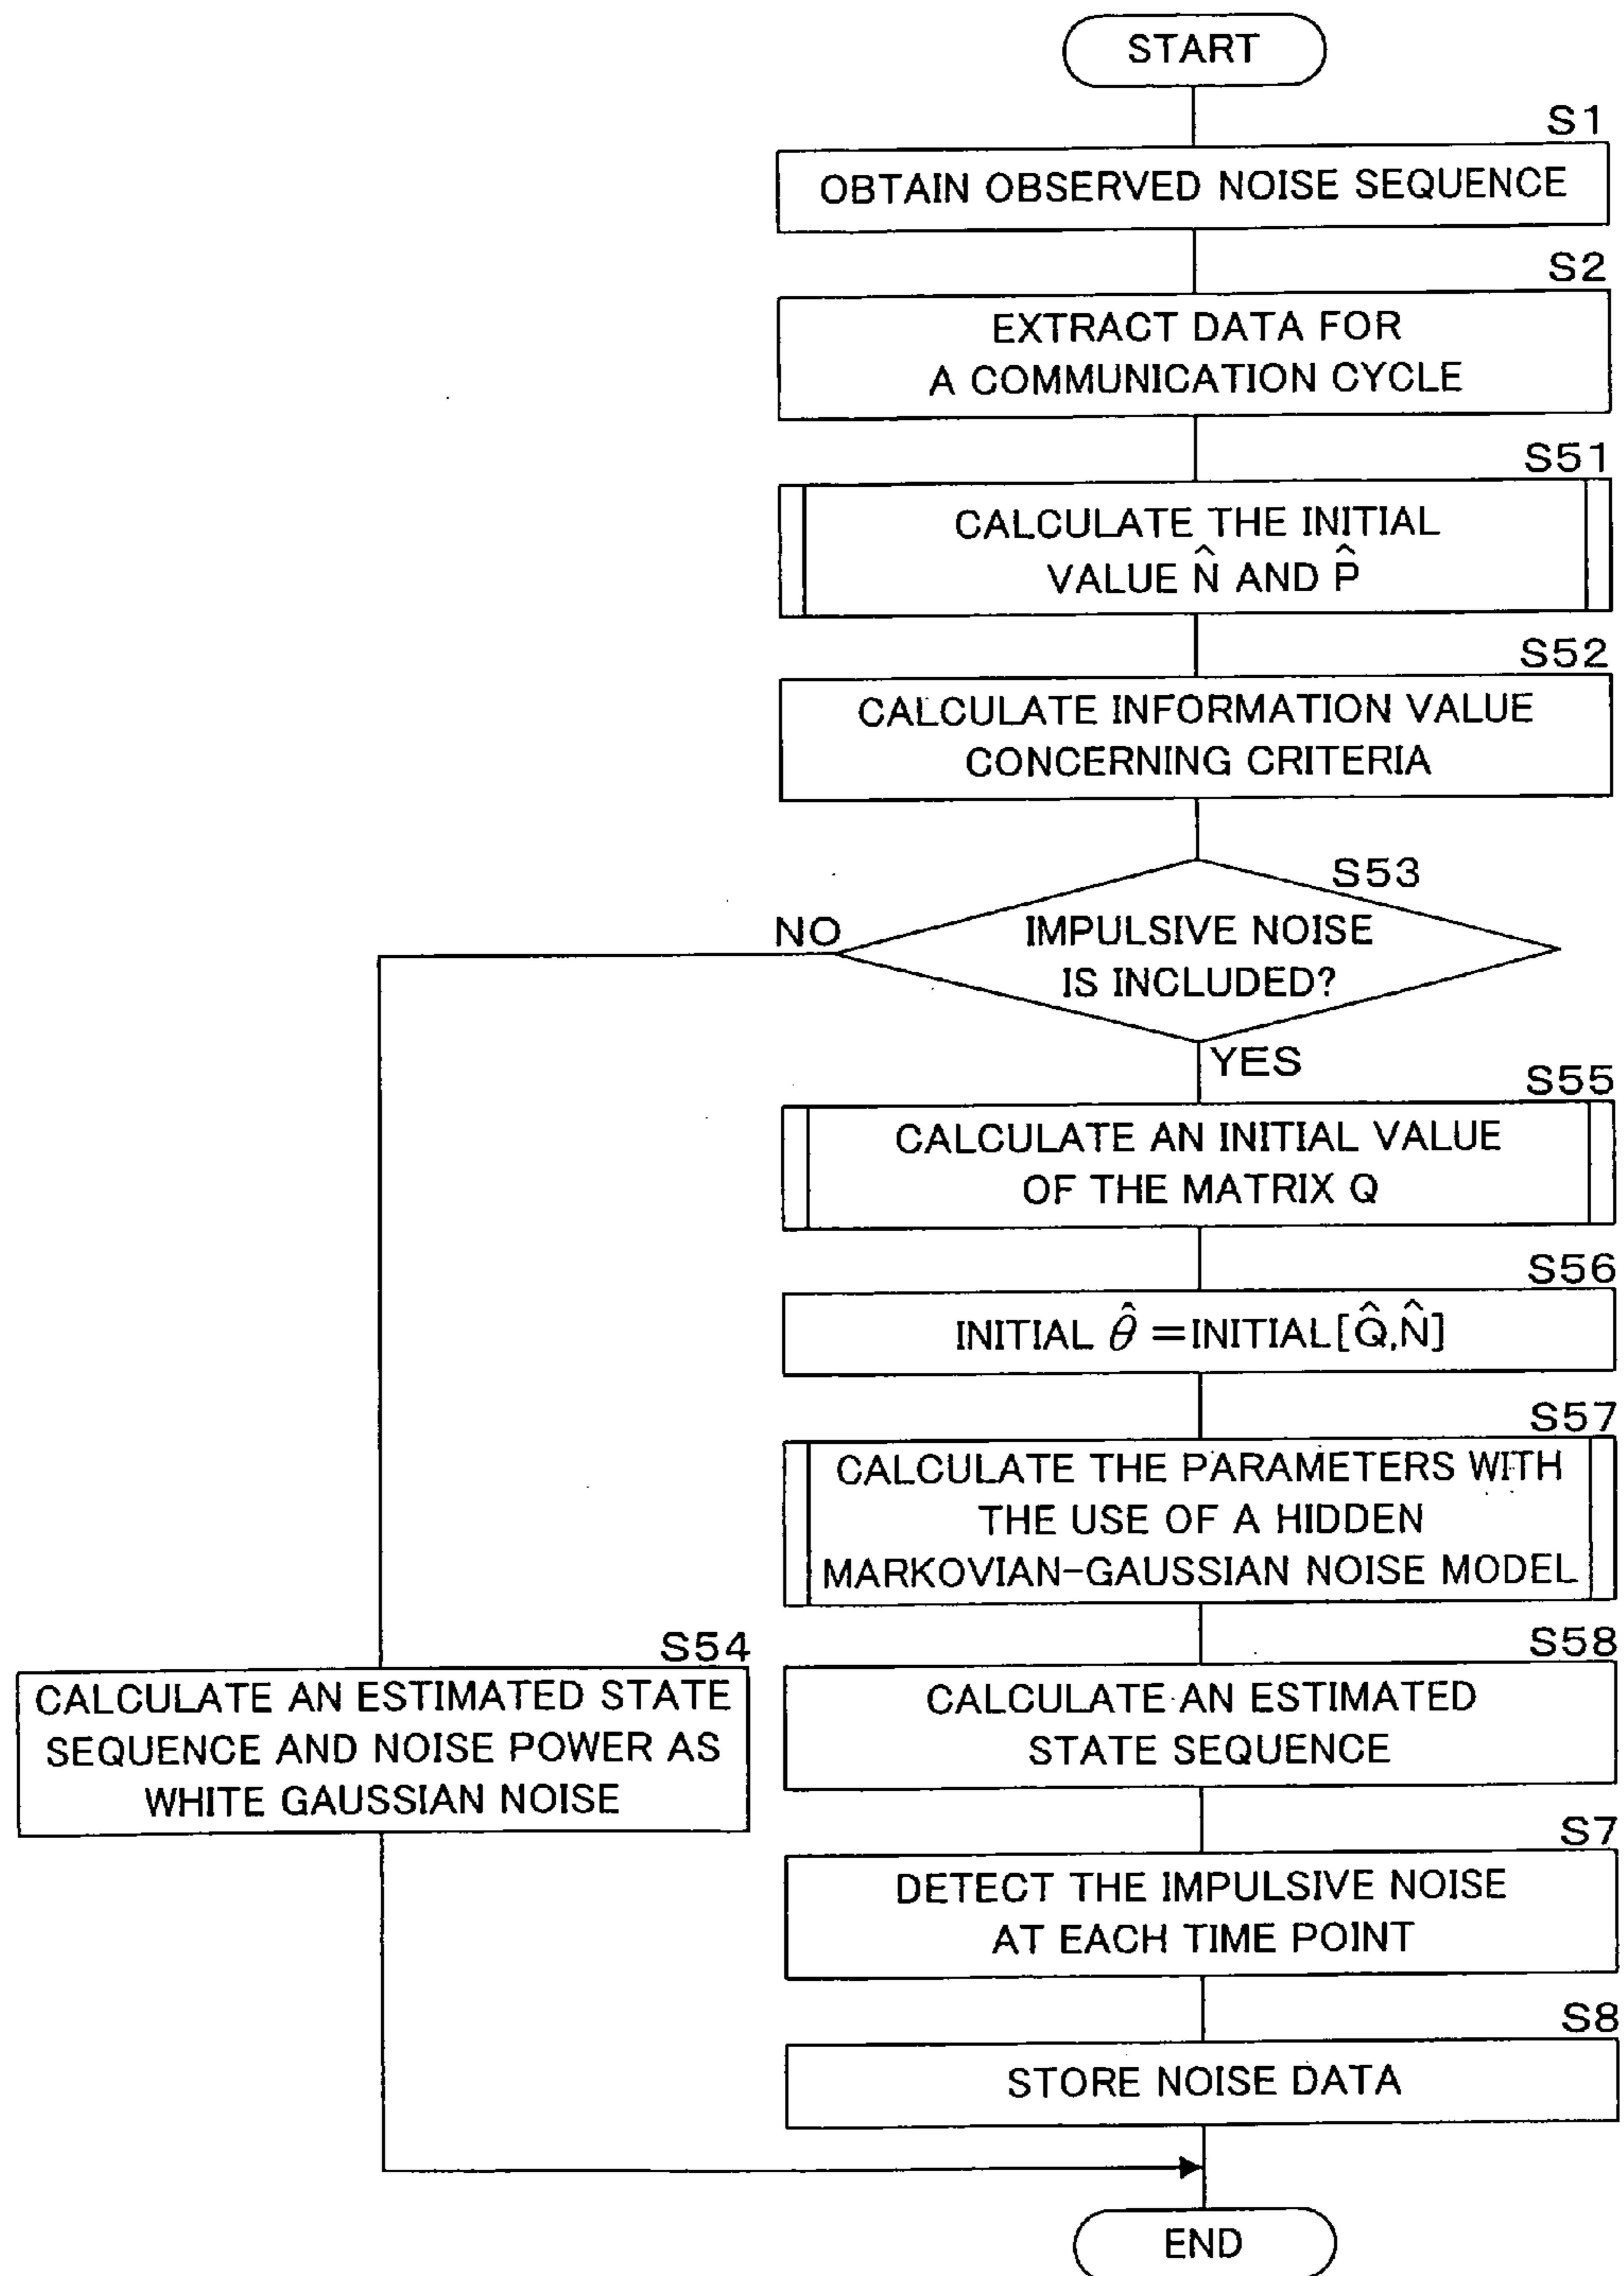 START
S1
OBTAIN OBSERVED NOISE SEQUENCE
S2
EXTRACT DATA FOR
A COMMUNICATION CYCLE
S51
CALCULATE THE INITIAL
VALUE N̂ AND P̂
S52
CALCULATE INFORMATION VALUE
CONCERNING CRITERIA
S53
NO
IMPULSIVE NOISE
IS INCLUDED?
YES
S55
CALCULATE AN INITIAL VALUE
OF THE MATRIX Q
S56
INITIAL θ̂ =INITIAL[Q̂,N̂]
S57
CALCULATE THE PARAMETERS WITH
THE USE OF A HIDDEN
MARKOVIAN-GAUSSIAN NOISE MODEL
S54
CALCULATE AN ESTIMATED STATE
SEQUENCE AND NOISE POWER AS
WHITE GAUSSIAN NOISE
S58
CALCULATE AN ESTIMATED
STATE SEQUENCE
S7
DETECT THE IMPULSIVE NOISE
AT EACH TIME POINT
S8
STORE NOISE DATA
END